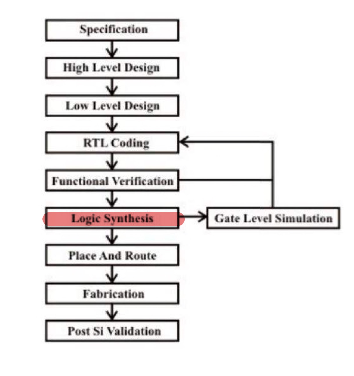 Specification
High Level Design
Low Level Design
RTL Coding
Functional Verification
Logic Synthesis
Gate Level Simulation
Place And Route
Fabrication
Post Si Validation